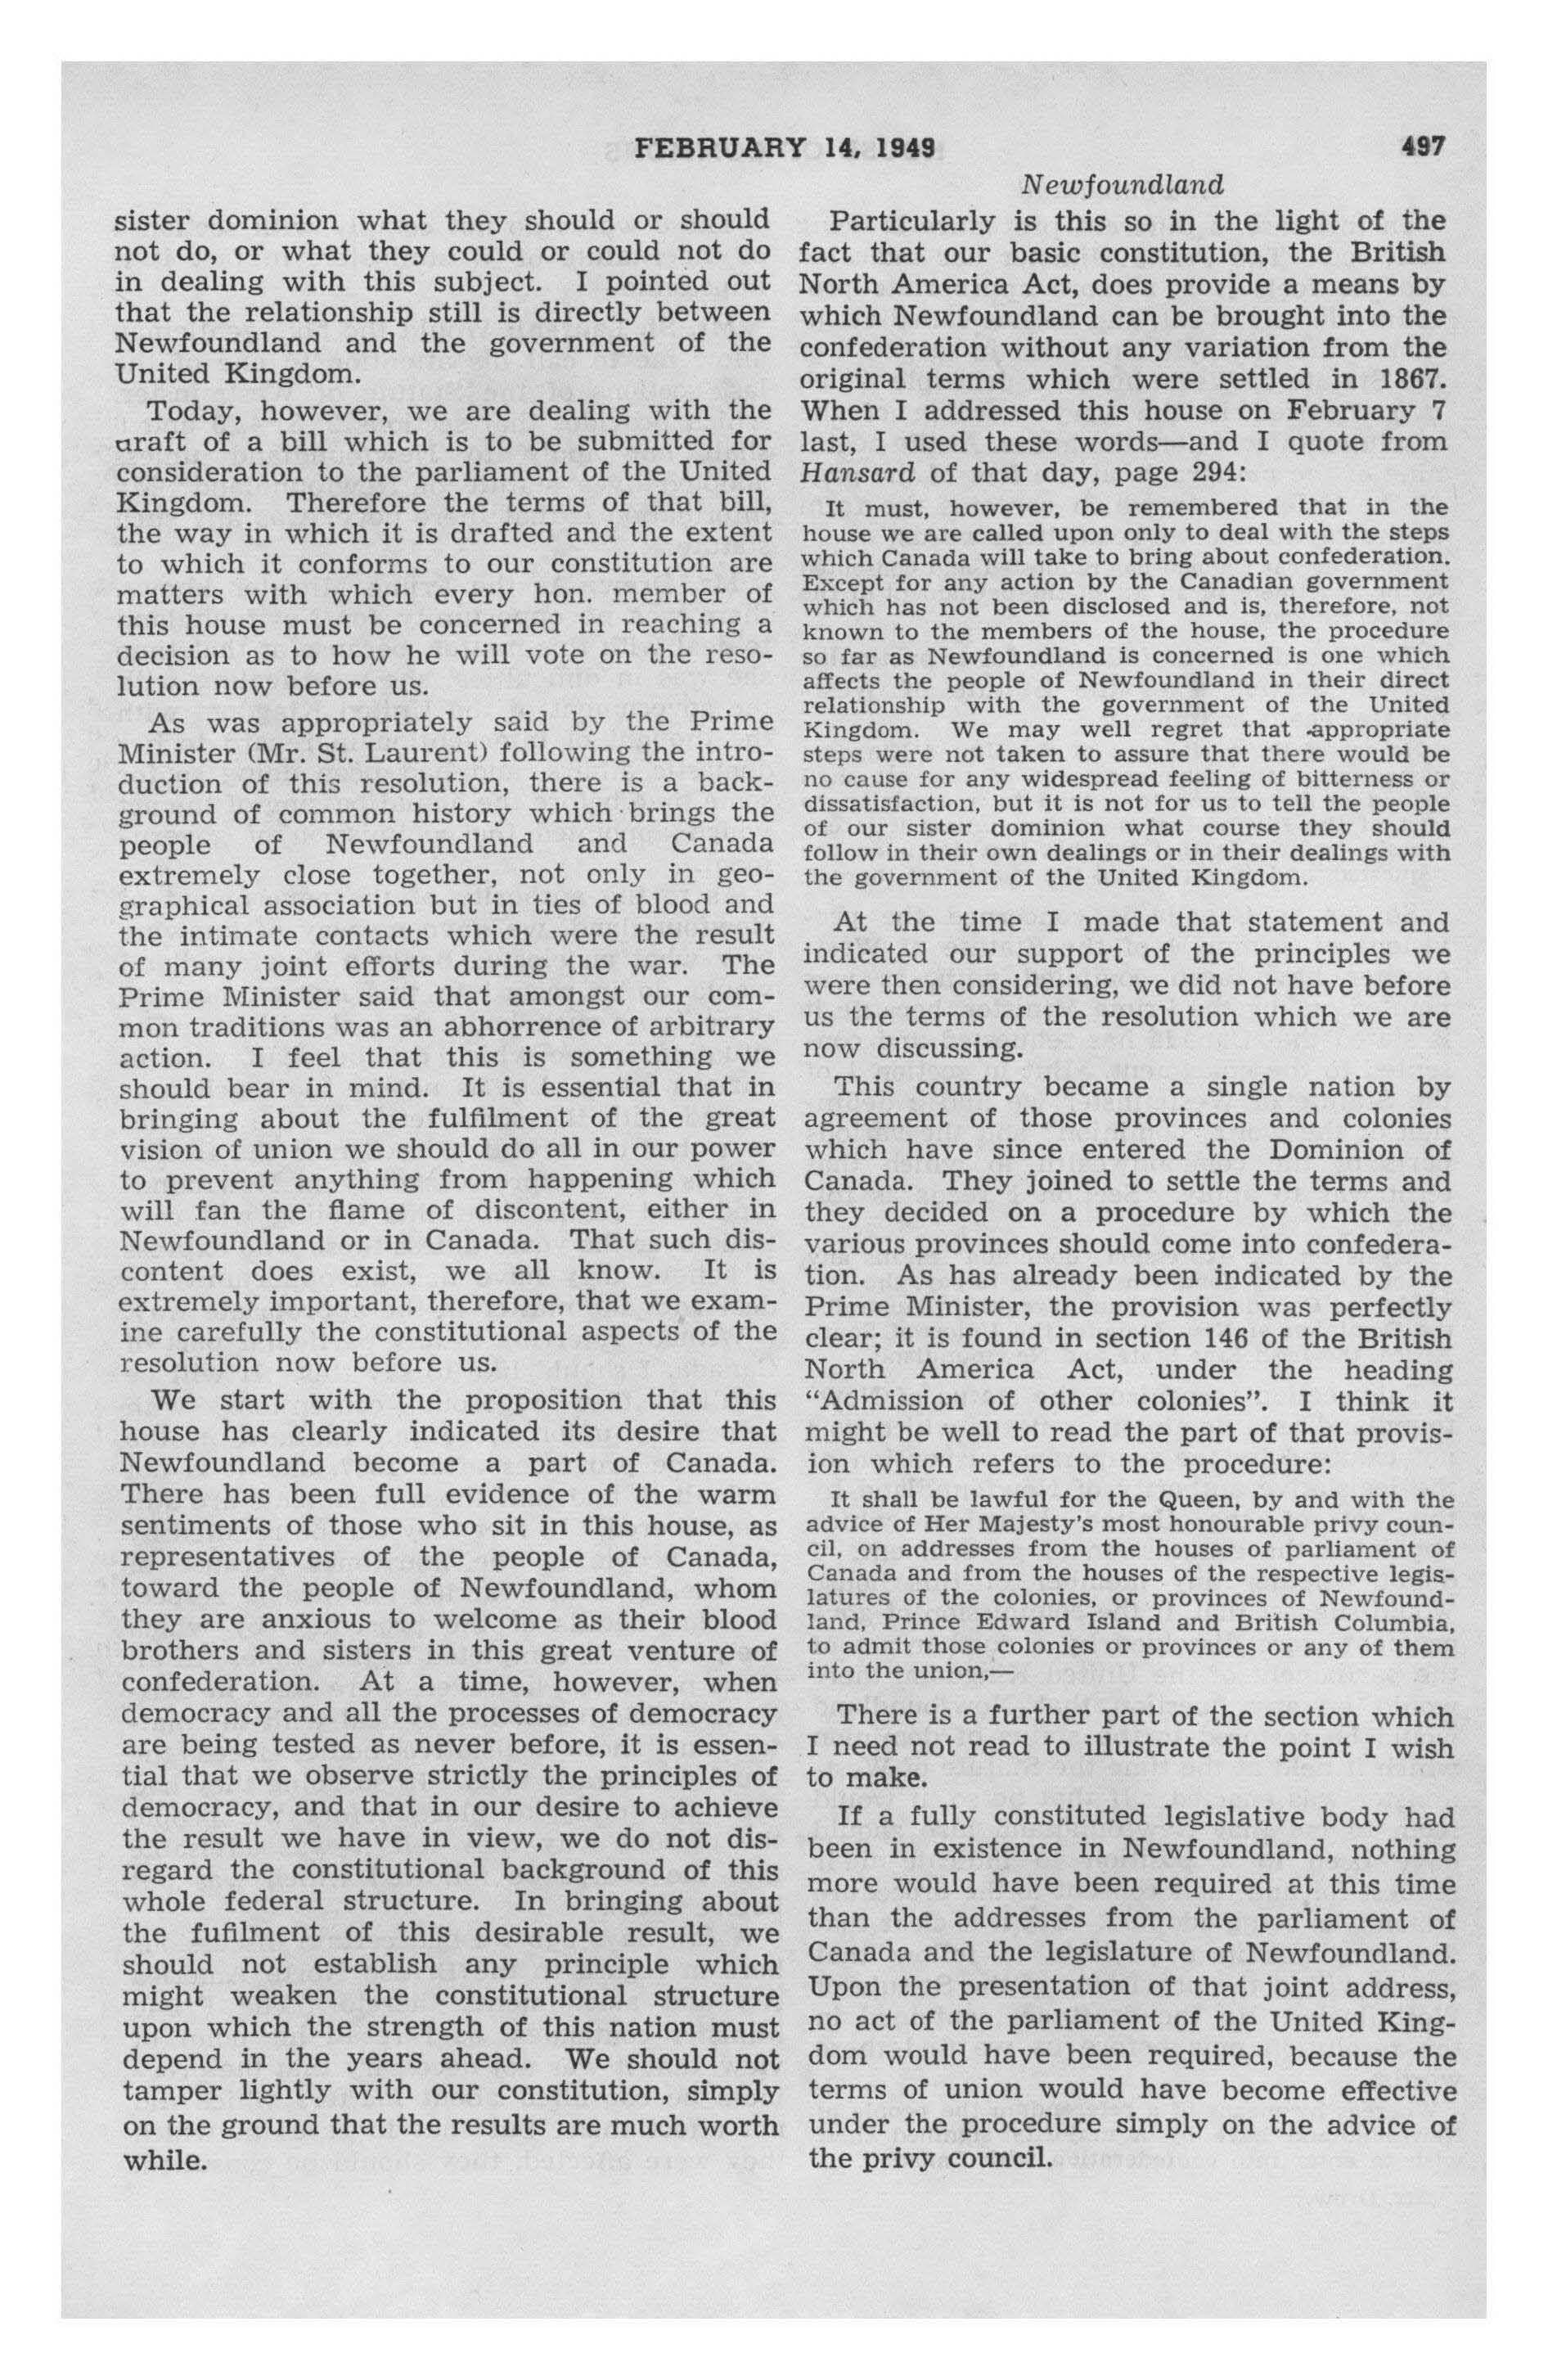 FEBRUARY 14, 1949 497
Newfoundland
sister dominion what they should or should
not do, or what they could or could not do
in dealing with this subject. I pointed out
that the relationship still is directly between
Newfoundland and the government of the
United Kingdom.
Today, however, we are dealing with the
draft of a bill which is to be submitted for
consideration to the parliament of the United
Kingdom. Therefore the terms of that bill,
the way in which it is drafted and the extent
to which it conforms to our constitution are
matters with which every hon. member of
this house must be concerned in reaching a
decision as to how he will vote on the reso-
lution now before us.
As was appropriately said by the Prime
Minister (Mr. St. Laurent) following the intro-
duction of this resolution, there is a back-
ground of common history which brings the
people of Newfoundland and Canada
extremely close together, not only in geo-
graphical association but in ties of blood and
the intimate contacts which were the result
of many joint efforts during the war. The
Prime Minister said that amongst our com-
mon traditions was an abhorrence of arbitrary
action. I feel that this is something we
should bear in mind. It is essential that in
bringing about the fulfilment of the great
vision of union we should do all in our power
to prevent anything from happening which
will fan the flame of discontent, either in
Newfoundland or in Canada. That such dis-
content does exist, we all know. It is
extremely important, therefore, that we exam-
ine carefully the constitutional aspects of the
resolution now before us.
We start with the proposition that this
house has clearly indicated its desire that
Newfoundland become a part of Canada.
There has been full evidence of the warm
sentiments of those who sit in this house, as
representatives of the people of Canada,
toward the people of Newfoundland, whom
they are anxious to welcome as their blood
brothers and sisters in this great venture of
confederation. At a time, however, when
democracy and all the processes of democracy
are being tested as never before, it is essen-
tial that we observe strictly the principles of
democracy, and that in our desire to achieve
the result we have in view, we do not dis-
regard the constitutional background of this
whole federal structure. In bringing about
the fufilment of this desirable result, we
should not establish any principle which
might weaken the constitutional structure
upon which the strength of this nation must
depend in the years ahead. We should not
tamper lightly with our constitution, simply
on the ground that the results are much worth
while.
Particularly is this so in the light of the
fact that our basic constitution, the British
North America Act, does provide a means by
which Newfoundland can be brought into the
confederation without any variation from the
original terms which were settled in 1867.
When I addressed this house on February 7
last, I used these words—and I quote from
Hansard of that day, page 294:
It must, however, be remembered that in the
house we are called upon only to deal with the steps
which Canada will take to bring about confederation.
Except for any action by the Canadian government
which has not been disclosed and is, therefore, not
known to the members of the house, the procedure
so far as Newfoundland is concerned is one which
affects the people of Newfoundland in their direct
relationship with the government of the United
Kingdom. We may well regret that appropriate
steps were not taken to assure that there would be
no cause for any widespread feeling of bitterness or
dissatisfaction, but it is not for us to tell the people
of our sister dominion what course they should
follow in their own dealings or in their dealings with
the government of the United Kingdom.
At the time I made that statement and
indicated our support of the principles we
were then considering, we did not have before
us the terms of the resolution which we are
now discussing.
This country became a single nation by
agreement of those provinces and colonies
which have since entered the Dominion of
Canada. They joined to settle the terms and
they decided on a procedure by which the
various provinces should come into confedera-
tion. As has already been indicated by the
Prime Minister, the provision was perfectly
clear; it is found in section 146 of the British
North America Act, under the heading
“Admission of other colonies”. I think it
might be well to read the part of that provis-
ion which refers to the procedure:
It shall be lawful for the Queen, by and with the
advice of Her Majesty's most honourable privy coun-
cil, on addresses from the houses of parliament of
Canada and from the houses of the respective legis-
latures of the colonies, or provinces of Newfound-
land, Prince Edward Island and British Columbia,
to admit those colonies or provinces or any of them
into the union,—
There is a further part of the section which
I need not read to illustrate the point I wish
to make.
If a fully constituted legislative body had
been in existence in Newfoundland, nothing
more would have been required at this time
than the addresses from the parliament of
Canada and the legislature of Newfoundland.
Upon the presentation of that joint address,
no act of the parliament of the United King-
dom would have been required, because the
terms of union would have become effective
under the procedure simply on the advice of
the privy council.